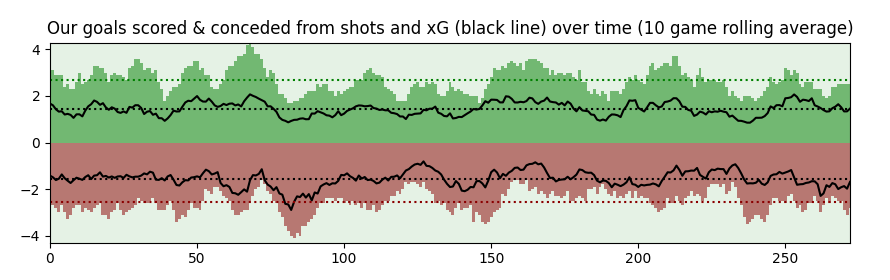 Our goals scored & conceded from shots and xG (black line) over time (10 game rolling average)
4
2
0
−2
−4
0 50 100 150 200 250